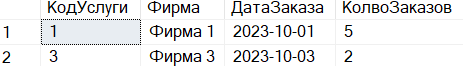 КодУслуги Фирма ДатаЗаказа КолвоЗаказов
1 1 Фирма 1 2023-10-01 5
2 3 Фирма 3 2023-10-03 2